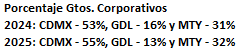 Porcentaje Gtos. Corporativos
2024: CDMX - 53%, GDL - 16% y MTY - 31%
2025: CDMX - 55%, GDL - 13% y MTY - 32%